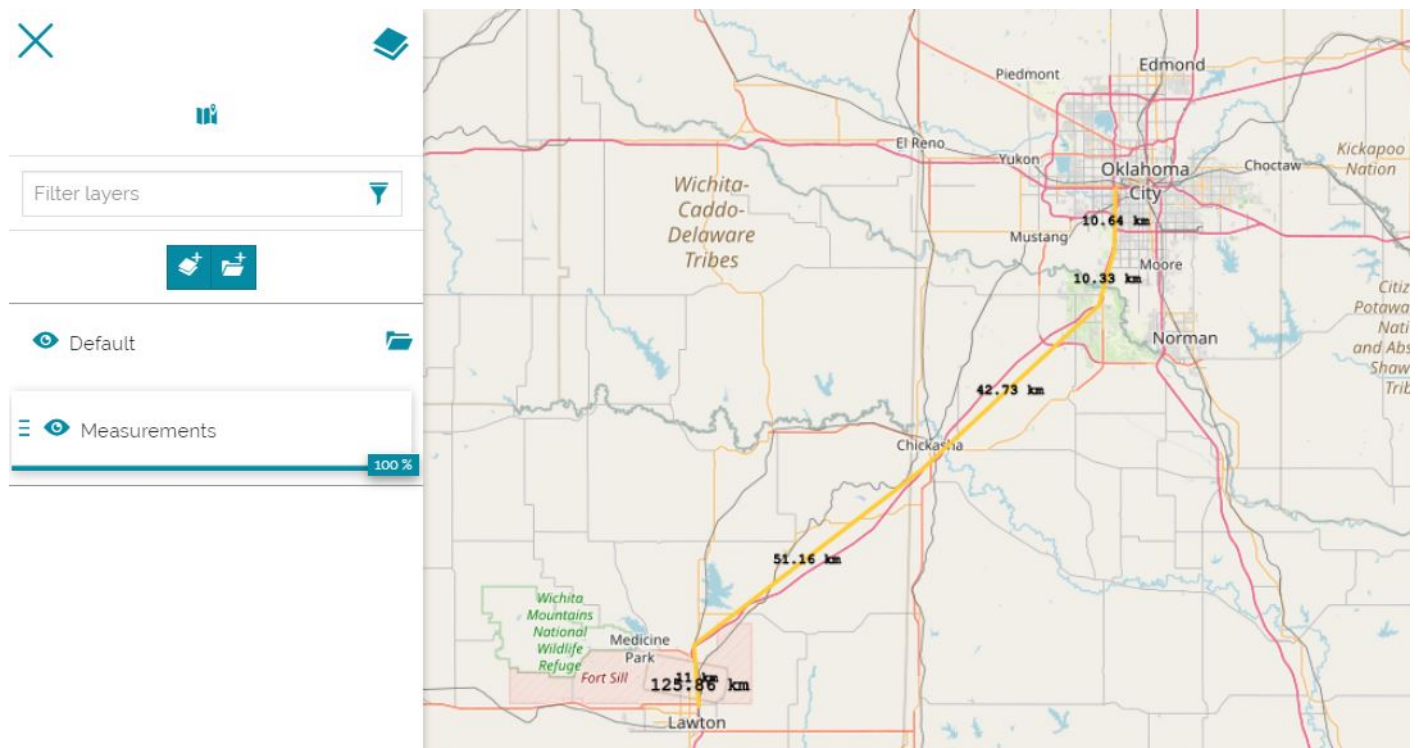 Filter layers
Default
Measurements
100 %
Edmond
Piedmont
El Reno
Yukon
Oklahoma
City
Choctaw
Kickapoo
Nation
Wichita-
Caddo-
Delaware
Tribes
10.64 km
Mustang
Moore
10.33 km
Citiz
Potawa
Nati
and Abs
Shaw
Trib
Norman
42.73 km
Chickasha
51.16 km
Wichita
Mountains
National
Wildlife
Refuge
Medicine
Park
Fort Sill
11 km
125.86 km
Lawton